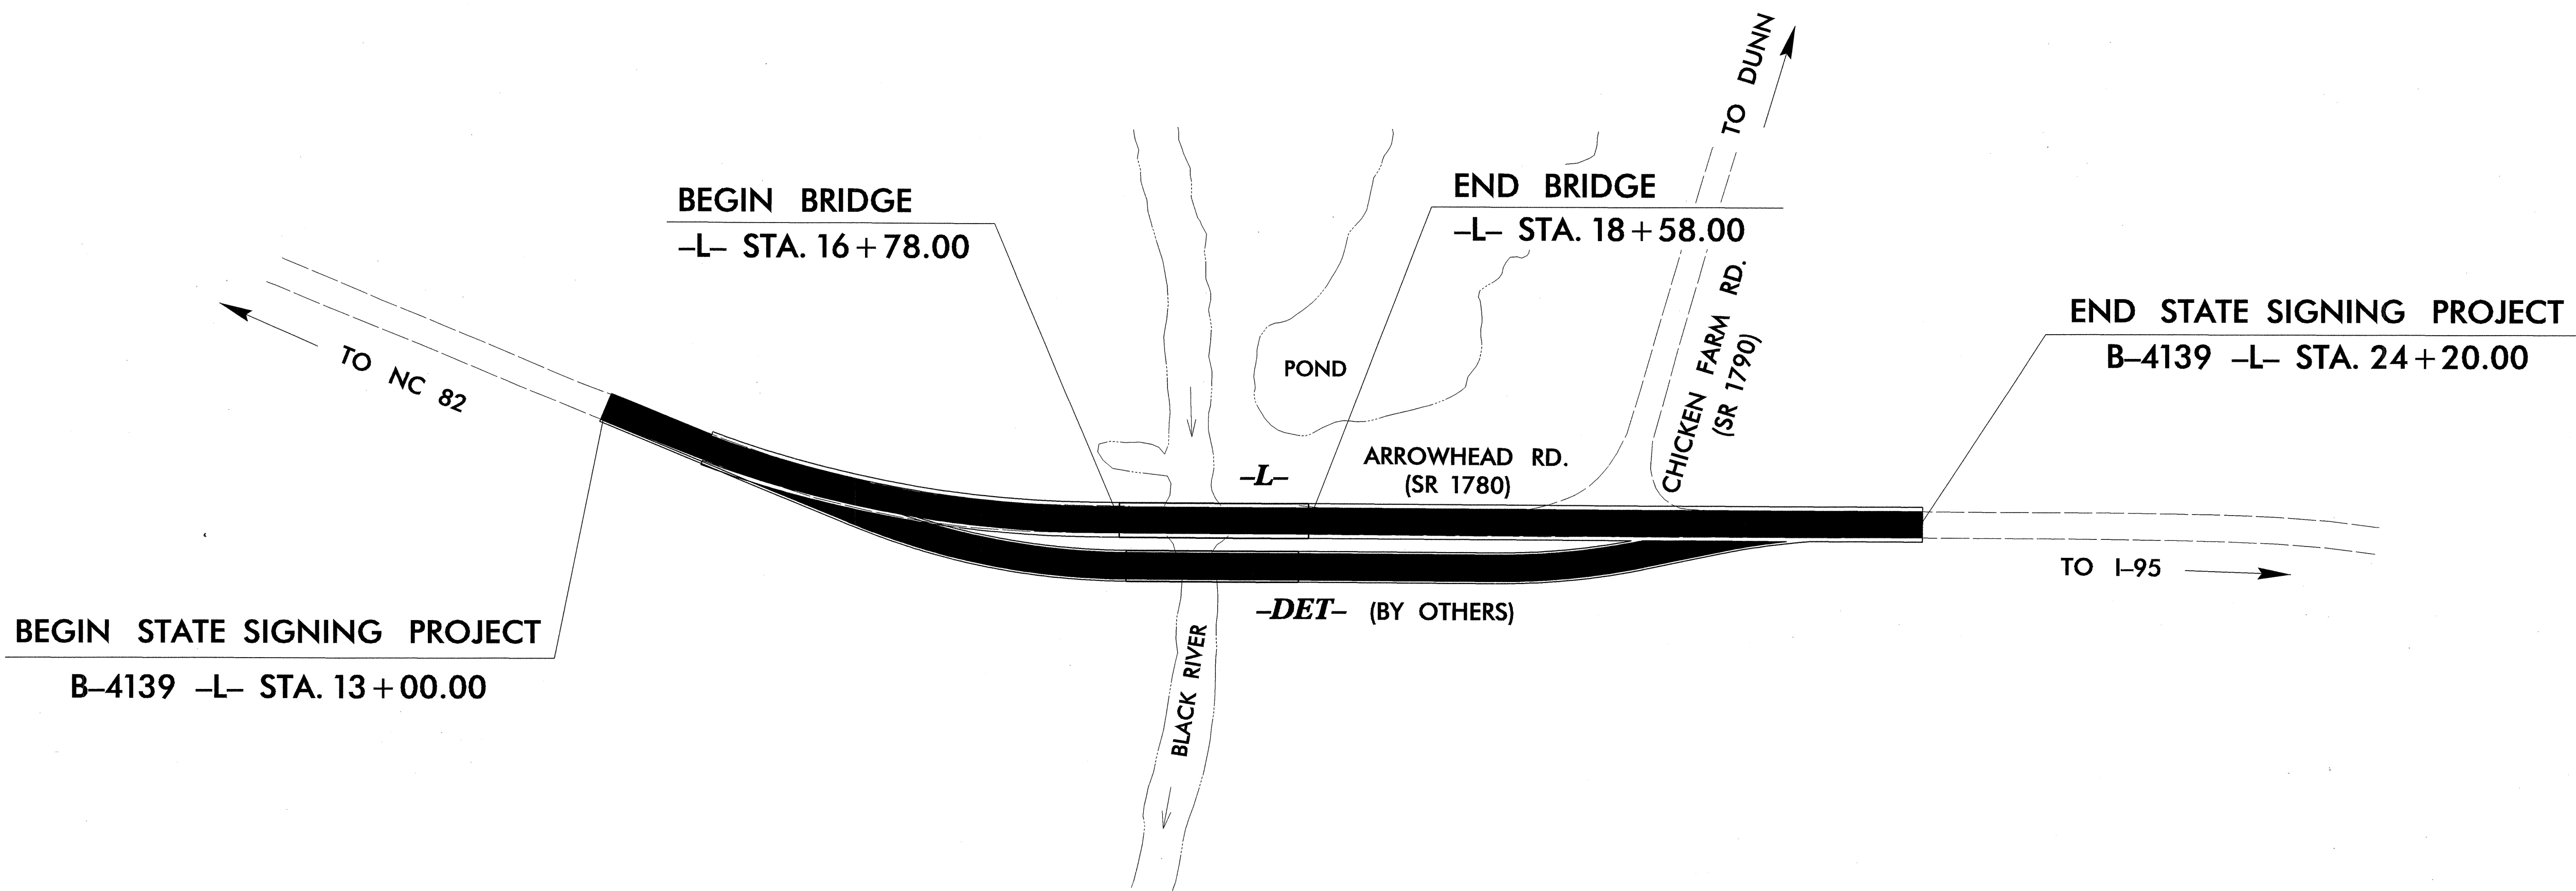 TO DUNN
BEGIN BRIDGE
–L– STA. 16+78.00
END BRIDGE
–L– STA. 18+58.00
CHICKEN FARM RD.
(SR 1790)
END STATE SIGNING PROJECT
B–4139 –L– STA. 24+20.00
TO NC 82
POND
ARROWHEAD RD.
(SR 1780)
–L–
TO I–95
–DET– (BY OTHERS)
BEGIN STATE SIGNING PROJECT
B–4139 –L– STA. 13+00.00
BLACK RIVER